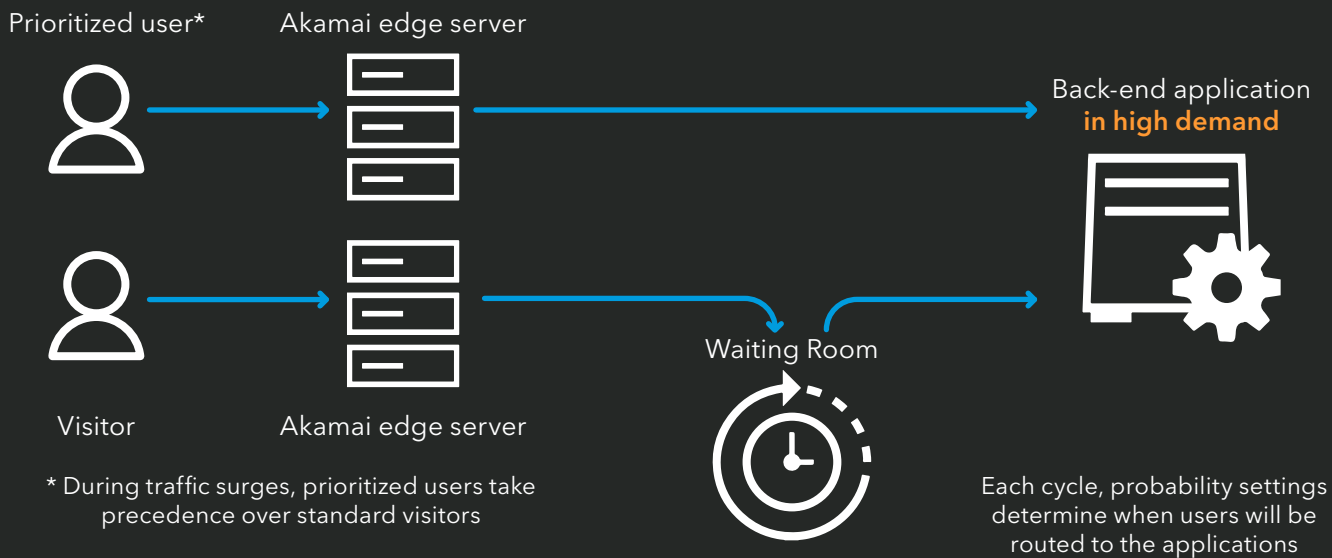 Prioritized user*
Akamai edge server
Back-end application
in high demand
Waiting Room
Visitor
Akamai edge server
* During traffic surges, prioritized users take
precedence over standard visitors
Each cycle, probability settings
determine when users will be
routed to the applications